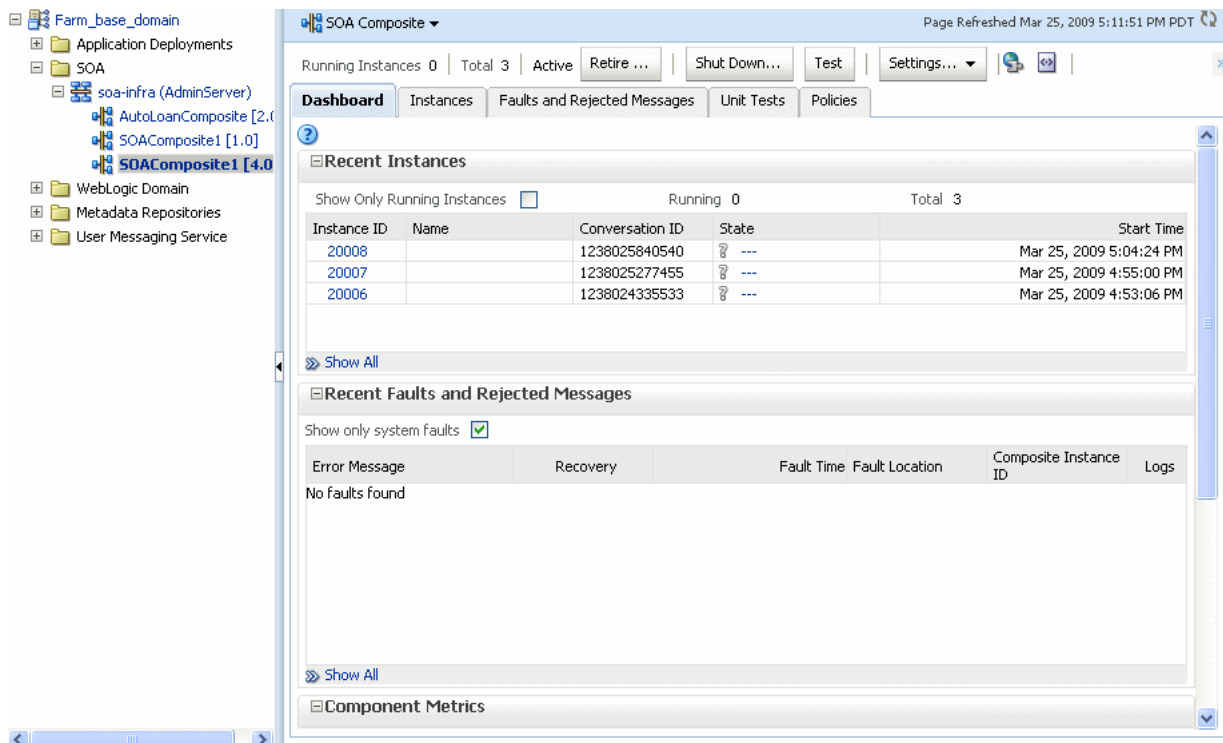 Farm_base_domain
Application Deployments
SOA
soa-infra (AdminServer)
AutoLoanComposite [2.0
SOAComposite1 [1.0]
SOAComposite1 [4.0
WebLogic Domain
Metadata Repositories
User Messaging Service
SOA Composite
Page Refreshed Mar 25, 2009 5:11:51 PM PDT
Running Instances 0 Total 3 Active Retire ... Shut Down... Test Settings...
Dashboard Instances Faults and Rejected Messages Unit Tests Policies
Recent Instances
Show Only Running Instances Running 0 Total 3
Instance ID Name Conversation ID State Start Time
20008 1238025840540 --- Mar 25, 2009 5:04:24 PM
20007 1238025277455 --- Mar 25, 2009 4:55:00 PM
20006 1238024335533 --- Mar 25, 2009 4:53:06 PM
Show All
Recent Faults and Rejected Messages
Show only system faults
Error Message Recovery Fault Time Fault Location Composite Instance ID Logs
No faults found
Show All
Component Metrics